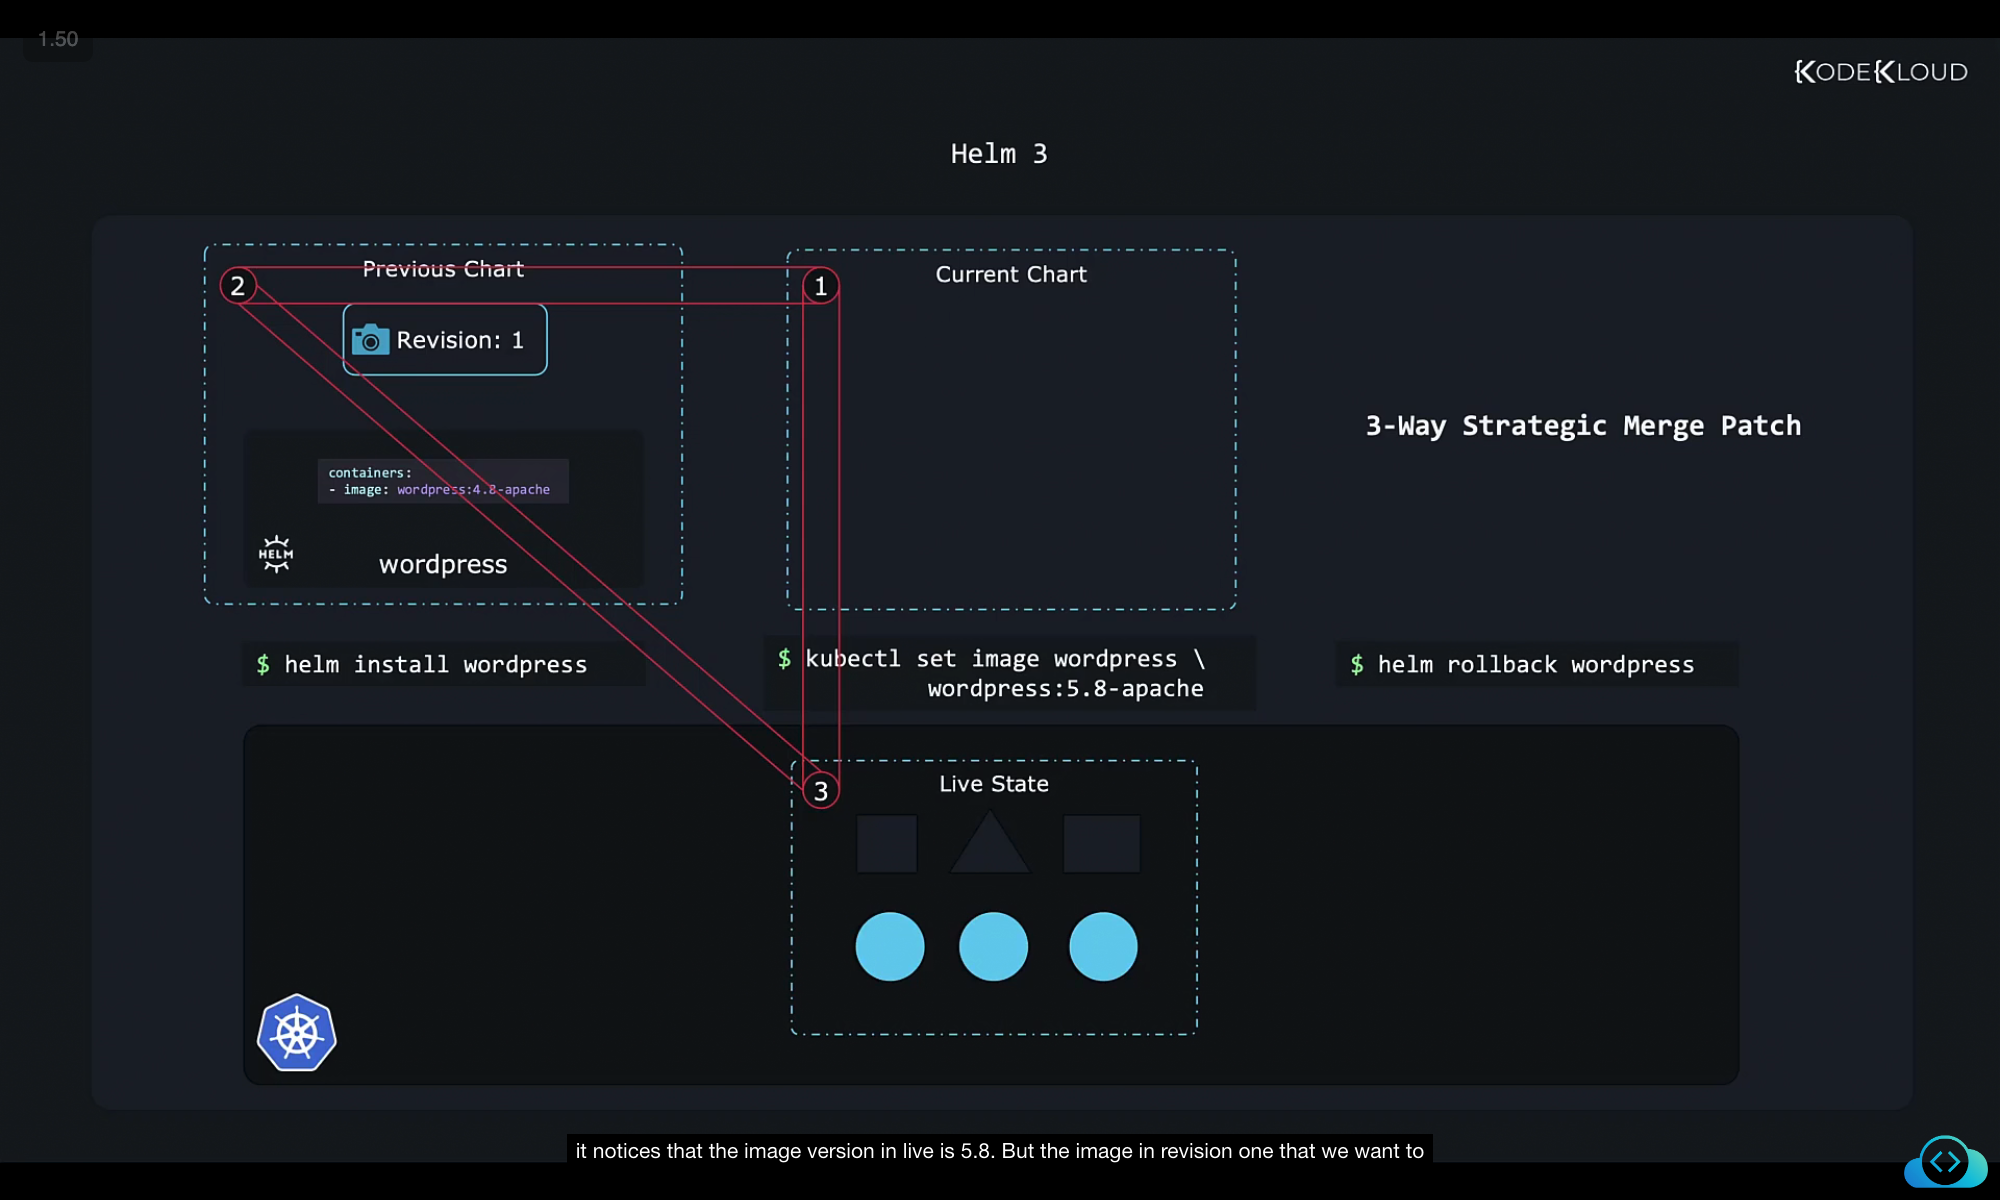 1.50
KODEKLOUD
Helm 3
2
Previous Chart
1
Current Chart
Revision: 1
3-Way Strategic Merge Patch
containers:
- image: wordpress:4.8-apache
HELM
wordpress
$ helm install wordpress
$ kubectl set image wordpress \
wordpress:5.8-apache
$ helm rollback wordpress
3
Live State
it notices that the image version in live is 5.8. But the image in revision one that we want to